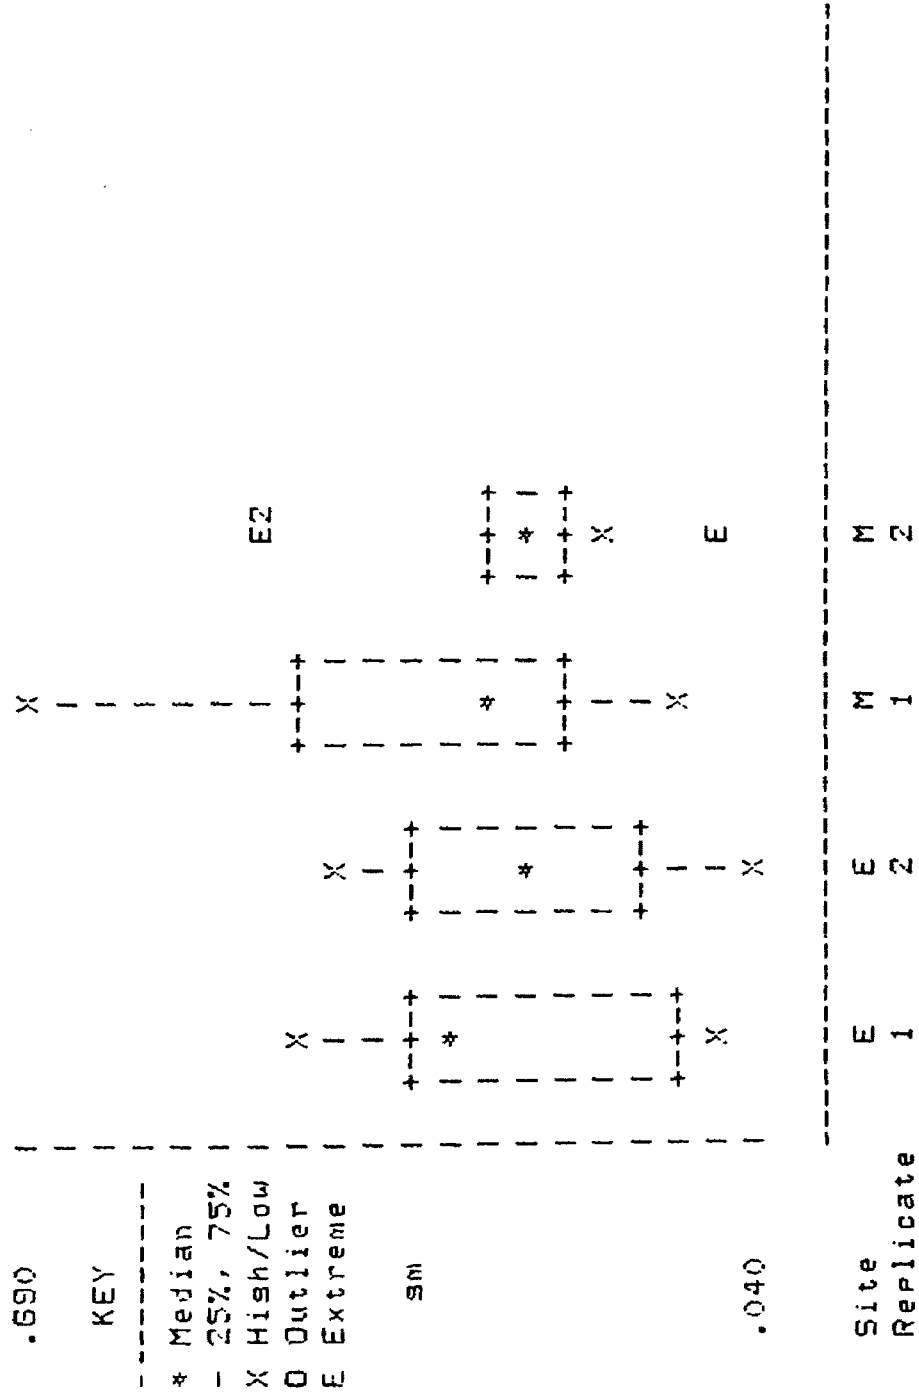 .690 X
KEY
* Median
- 25%, 75%
X High/Low E2
O Outlier X
E Extreme X
gm
X
X
X E
.040 X
Site E E M M
Replicate 1 2 1 2